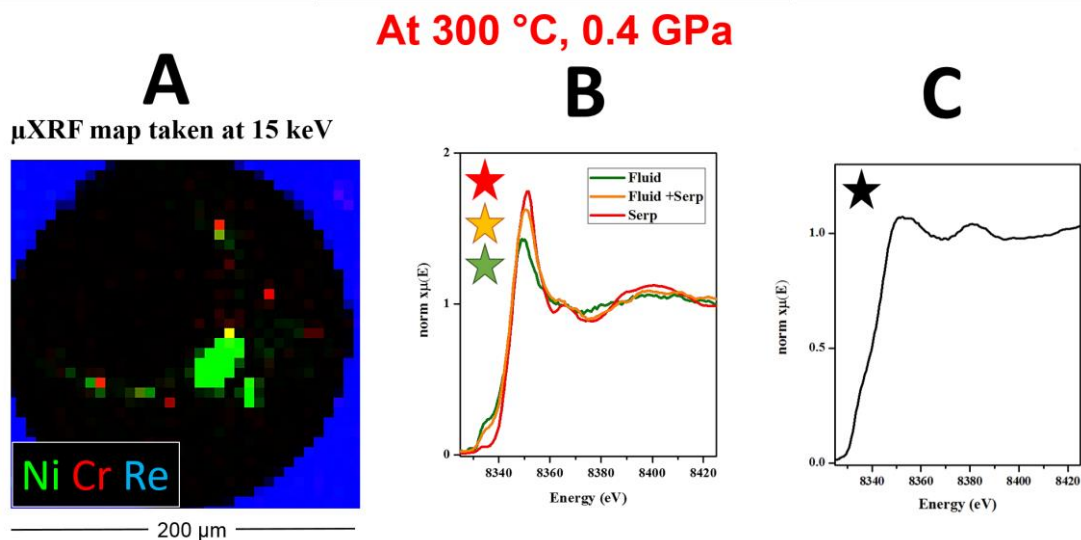 At 300 °C, 0.4 GPa
A
μXRF map taken at 15 keV
Ni Cr Re
200 μm
B
2
1
0
norm xμ(E)
Fluid
Fluid +Serp
Serp
8340 8360 8380 8400 8420
Energy (eV)
C
1.0
0.5
0.0
norm xμ(E)
8340 8360 8380 8400 8420
Energy (eV)